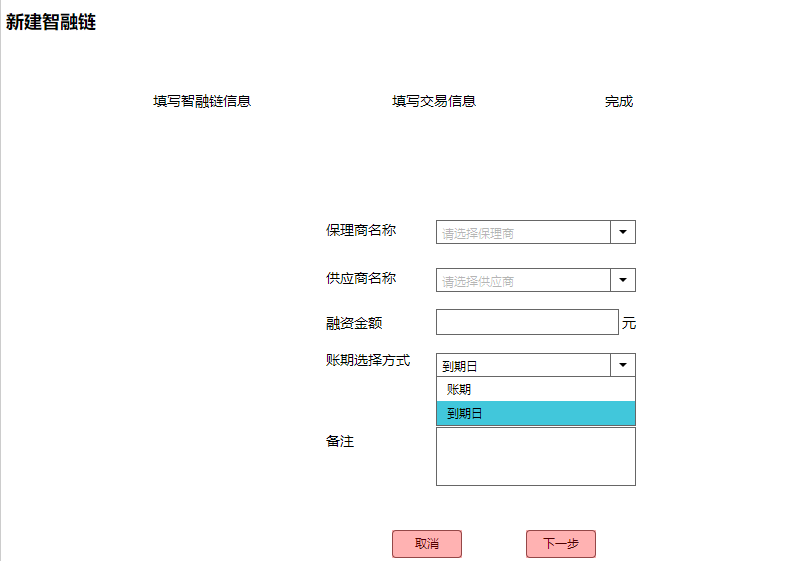 新建智融链
填写智融链信息 填写交易信息 完成
保理商名称 请选择保理商
供应商名称 请选择供应商
融资金额 元
账期选择方式 到期日
账期
到期日
备注
取消 下一步